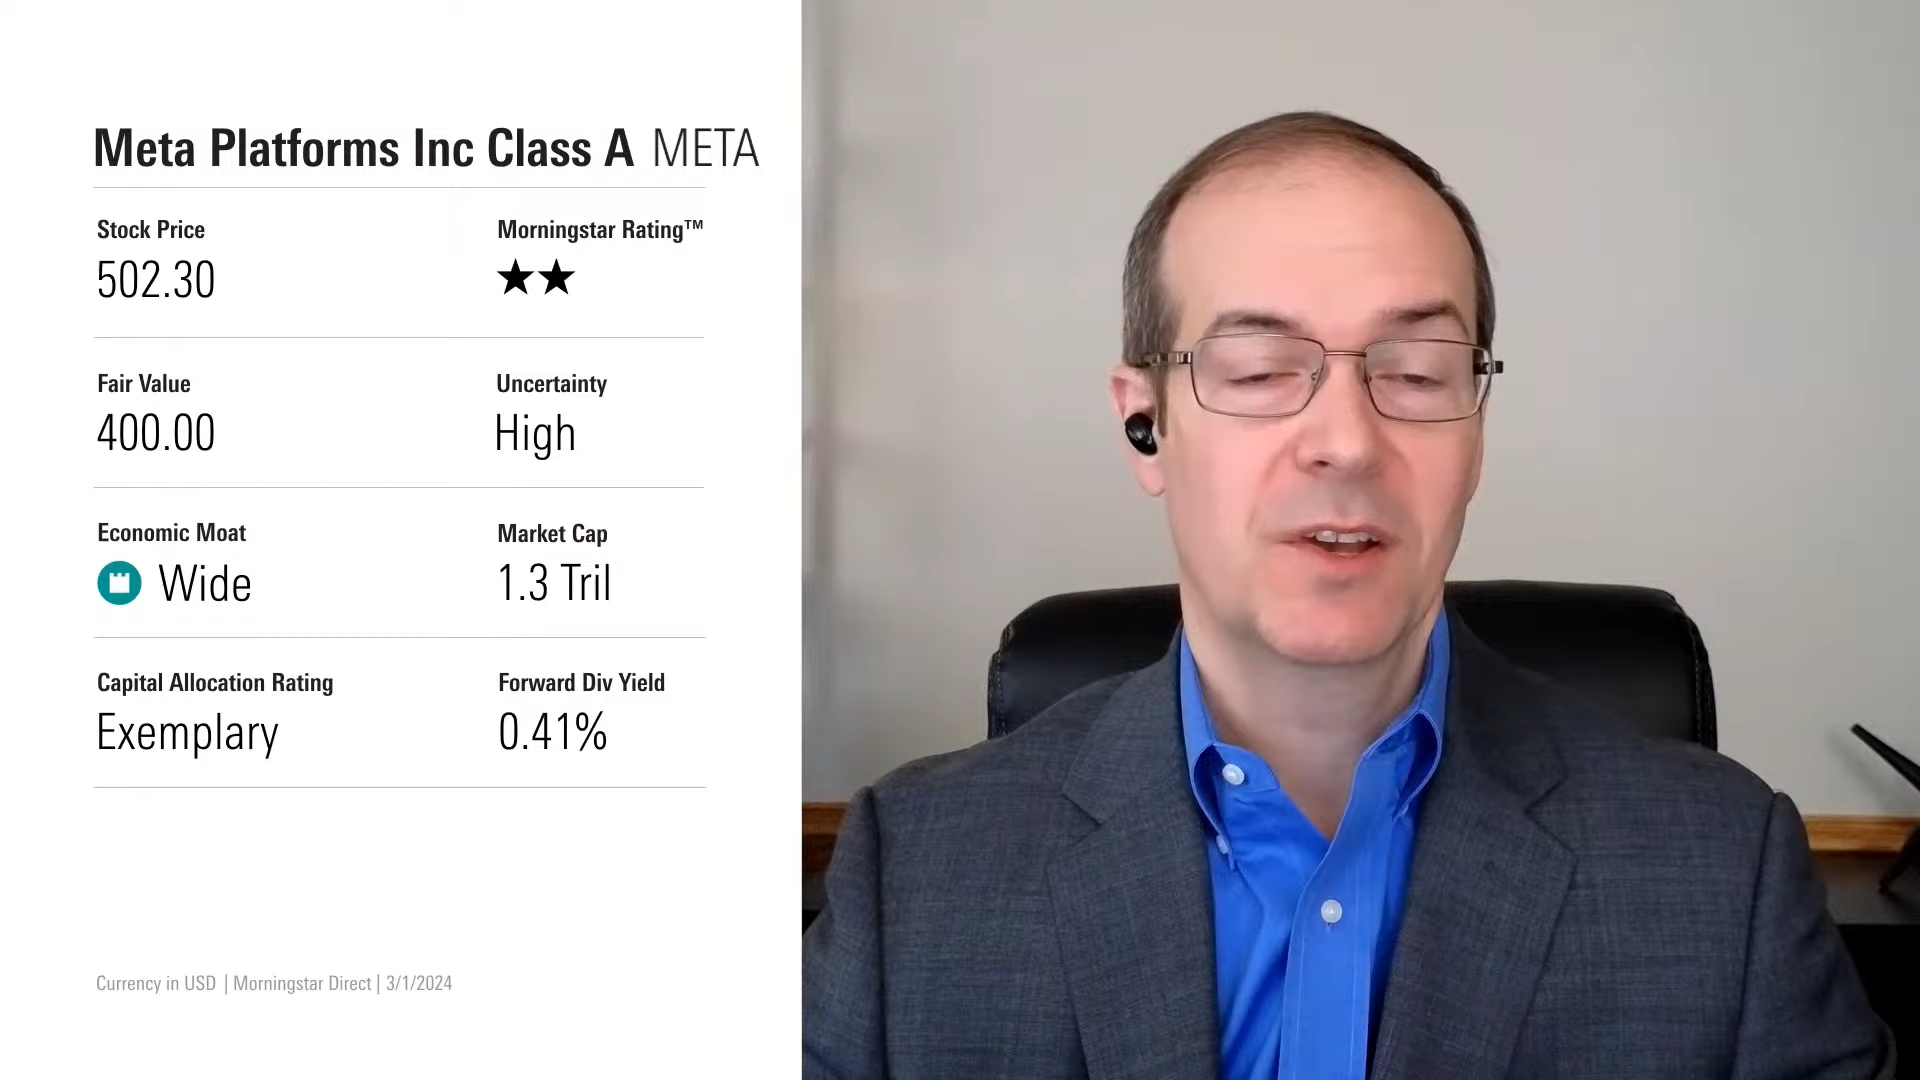 Meta Platforms Inc Class A META
Stock Price
502.30
Morningstar Rating™
★★
Fair Value
400.00
Uncertainty
High
Economic Moat
Wide
Market Cap
1.3 Tril
Capital Allocation Rating
Exemplary
Forward Div Yield
0.41%
Currency in USD | Morningstar Direct | 3/1/2024